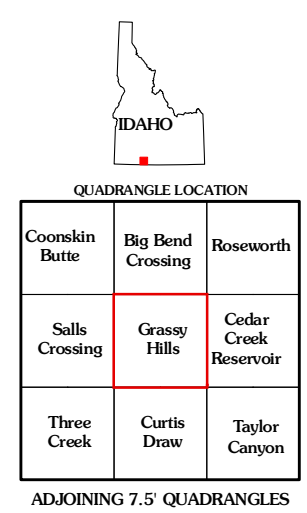 IDAHO
QUADRANGLE LOCATION
Coonskin
Butte
Big Bend
Crossing
Roseworth
Salls
Crossing
Grassy
Hills
Cedar
Creek
Reservoir
Three
Creek
Curtis
Draw
Taylor
Canyon
ADJOINING 7.5' QUADRANGLES